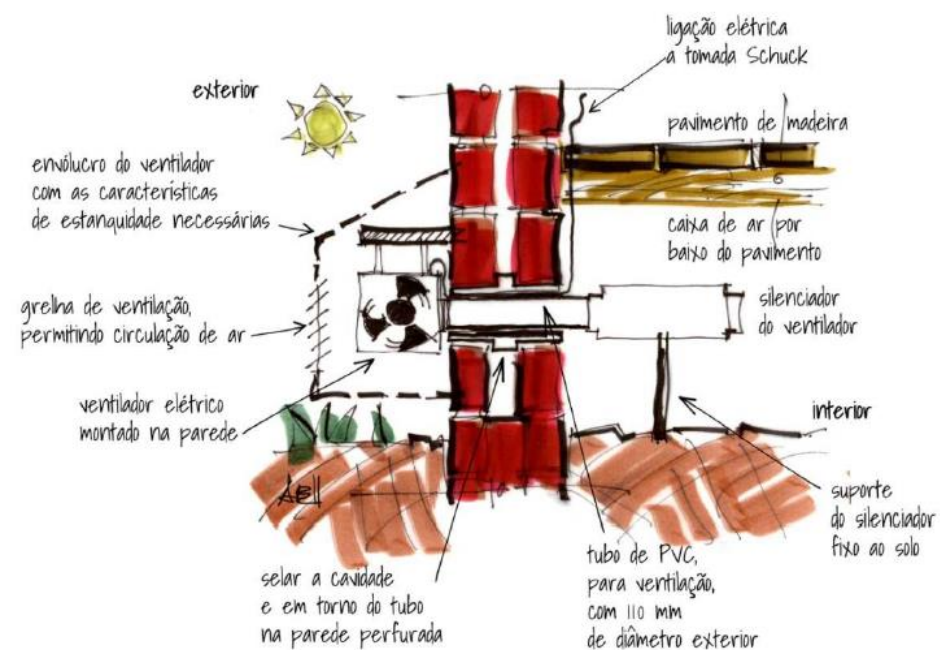 ligação elétrica
a tomada Schuck
exterior
pavimento de madeira
envólucro do ventilador
com as características
de estanquidade necessárias
caixa de ar por
baixo do pavimento
grelha de ventilação,
permitindo circulação de ar
silenciador
do ventilador
ventilador elétrico
montado na parede
interior
suporte
do silenciador
fixo ao solo
selar a cavidade
e em torno do tubo
na parede perfurada
tubo de PVC,
para ventilação,
com 110 mm
de diâmetro exterior